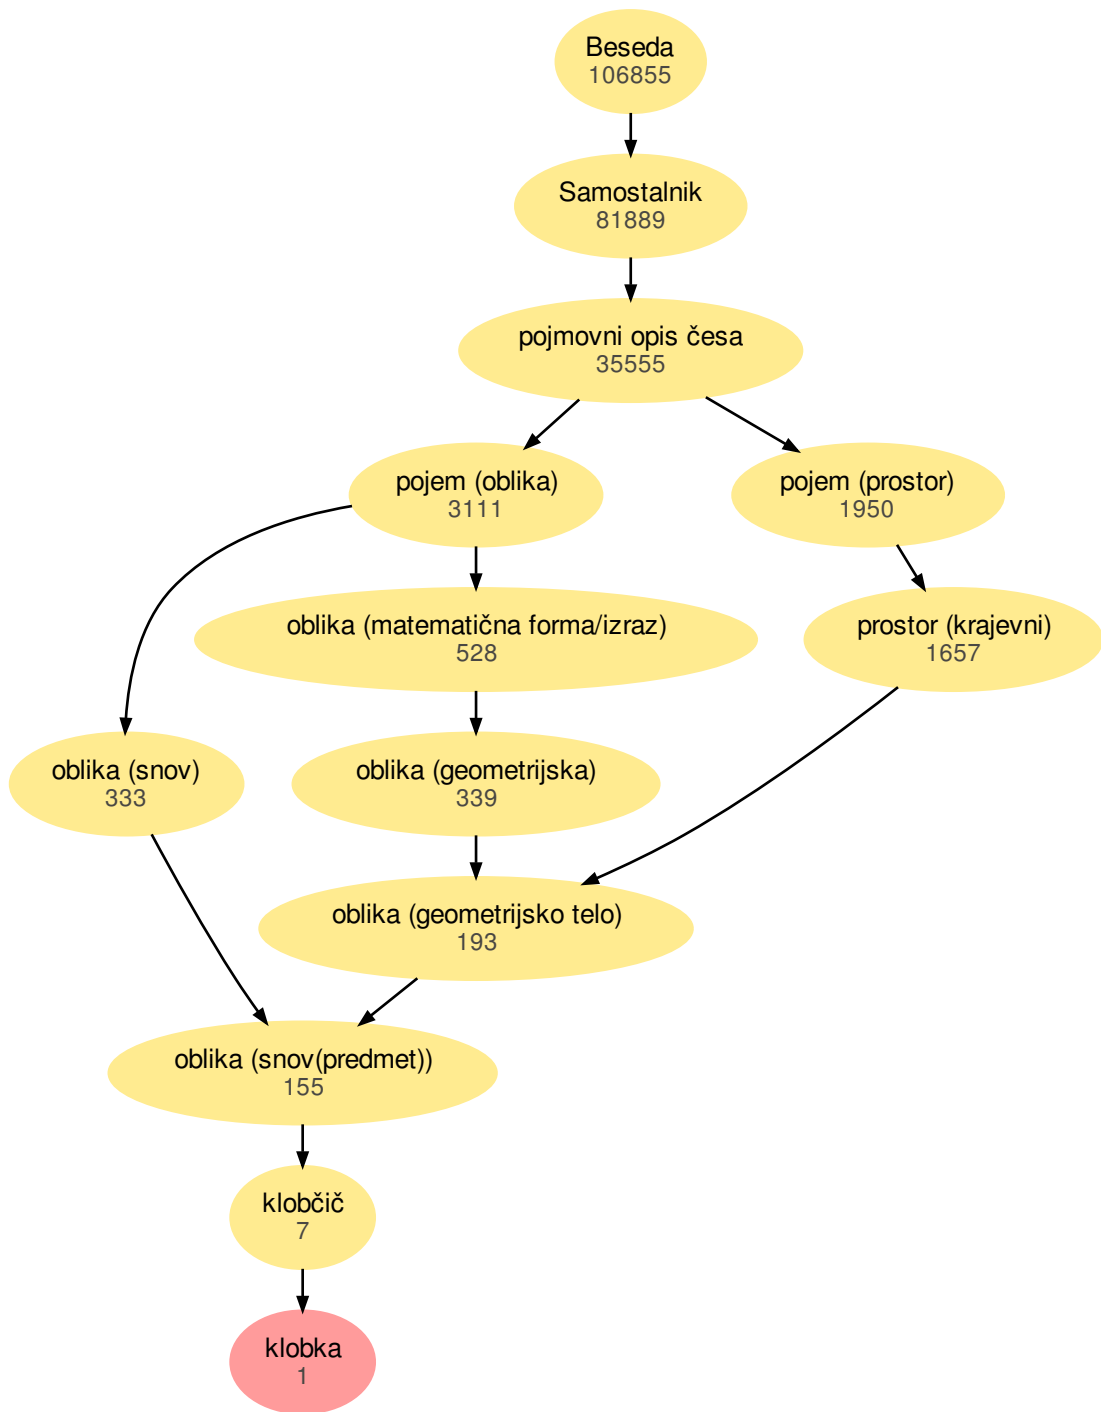 Beseda
106855
Samostalnik
81889
pojmovni opis česa
35555
pojem (oblika)
3111
pojem (prostor)
1950
oblika (matematična forma/izraz)
528
prostor (krajevni)
1657
oblika (snov)
333
oblika (geometrijska)
339
oblika (geometrijsko telo)
193
oblika (snov(predmet))
155
klobčič
7
klobka
1